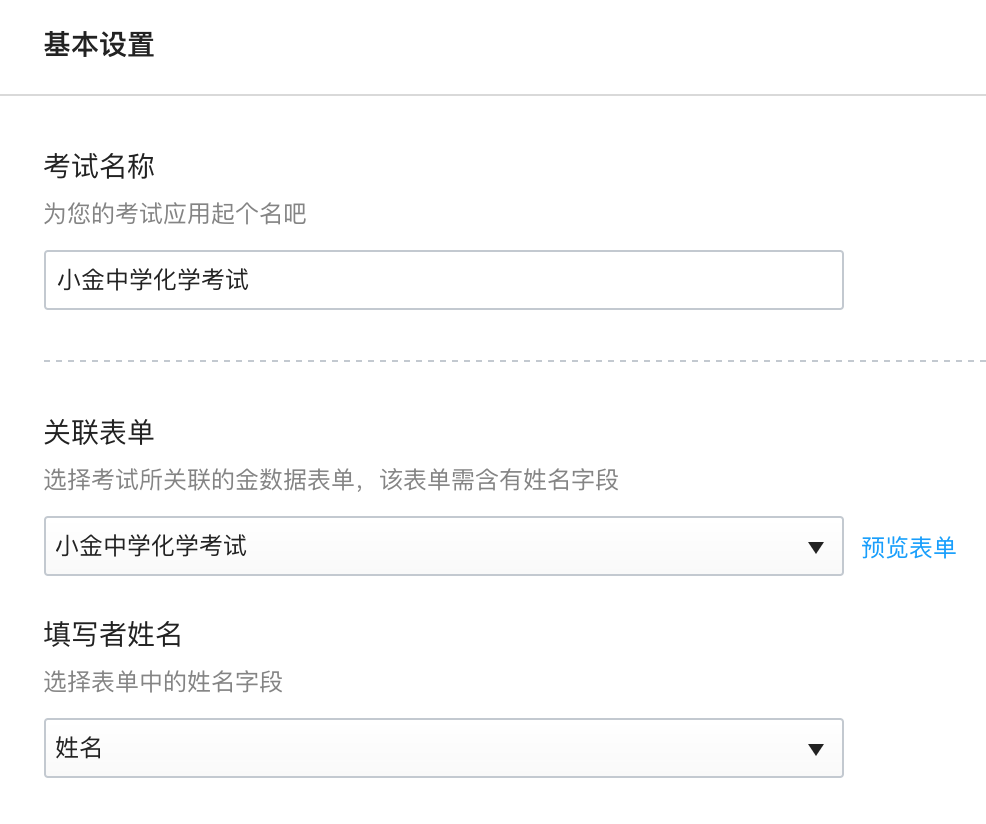 基本设置
考试名称
为您的考试应用起个名吧
小金中学化学考试
关联表单
选择考试所关联的金数据表单，该表单需含有姓名字段
小金中学化学考试
预览表单
填写者姓名
选择表单中的姓名字段
姓名